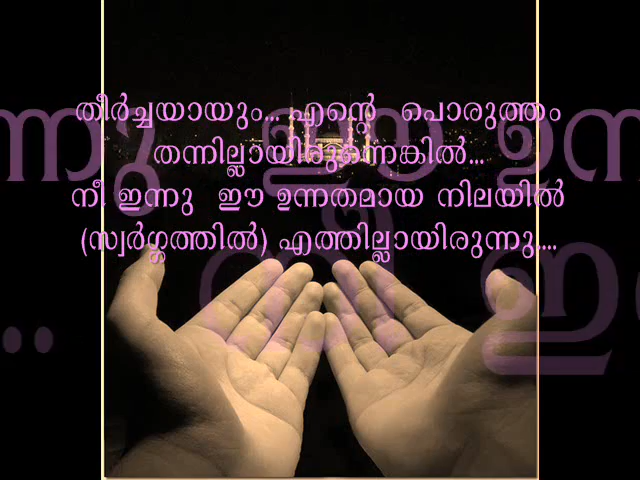 തീർച്ചയായും... എന്റെ പൊരുത്തം
തന്നില്ലായിരുന്നെങ്കിൽ...
നീ ഇന്നു ഈ ഉന്നതമായ നിലയിൽ
(സ്വർഗ്ഗത്തിൽ) എത്തില്ലായിരുന്നു....